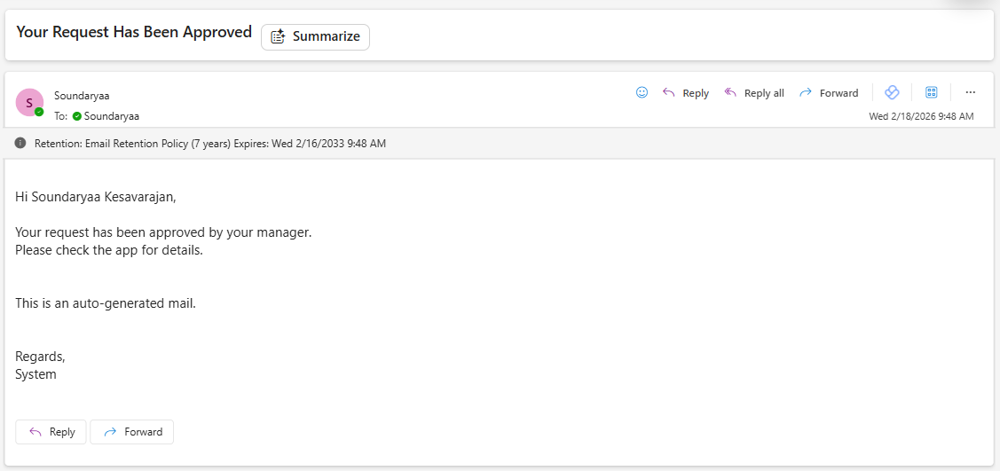 Your Request Has Been Approved
Summarize
S
Soundaryaa
To: Soundaryaa
Reply
Reply all
Forward
Wed 2/18/2026 9:48 AM
Retention: Email Retention Policy (7 years) Expires: Wed 2/16/2033 9:48 AM
Hi Soundaryaa Kesavarajan,
Your request has been approved by your manager.
Please check the app for details.
This is an auto-generated mail.
Regards,
System
Reply
Forward